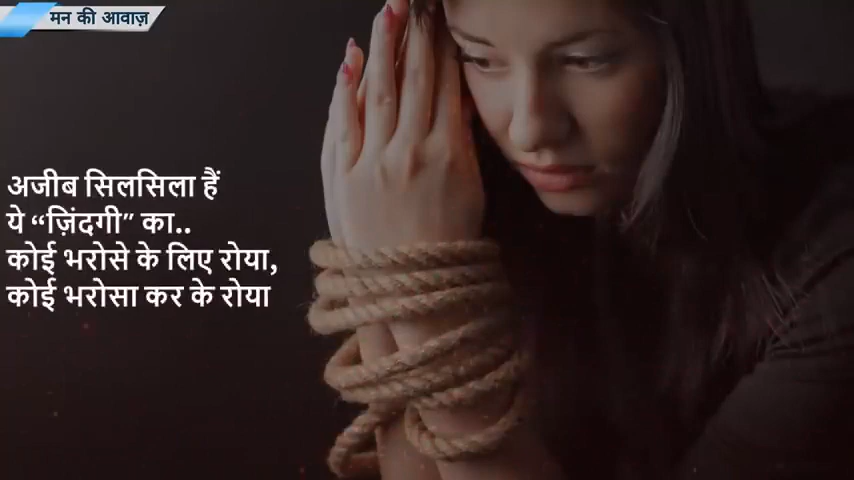 मन की आवाज़
अजीब सिलसिला हैं
ये “ज़िंदगी” का..
कोई भरोसे के लिए रोया,
कोई भरोसा कर के रोया